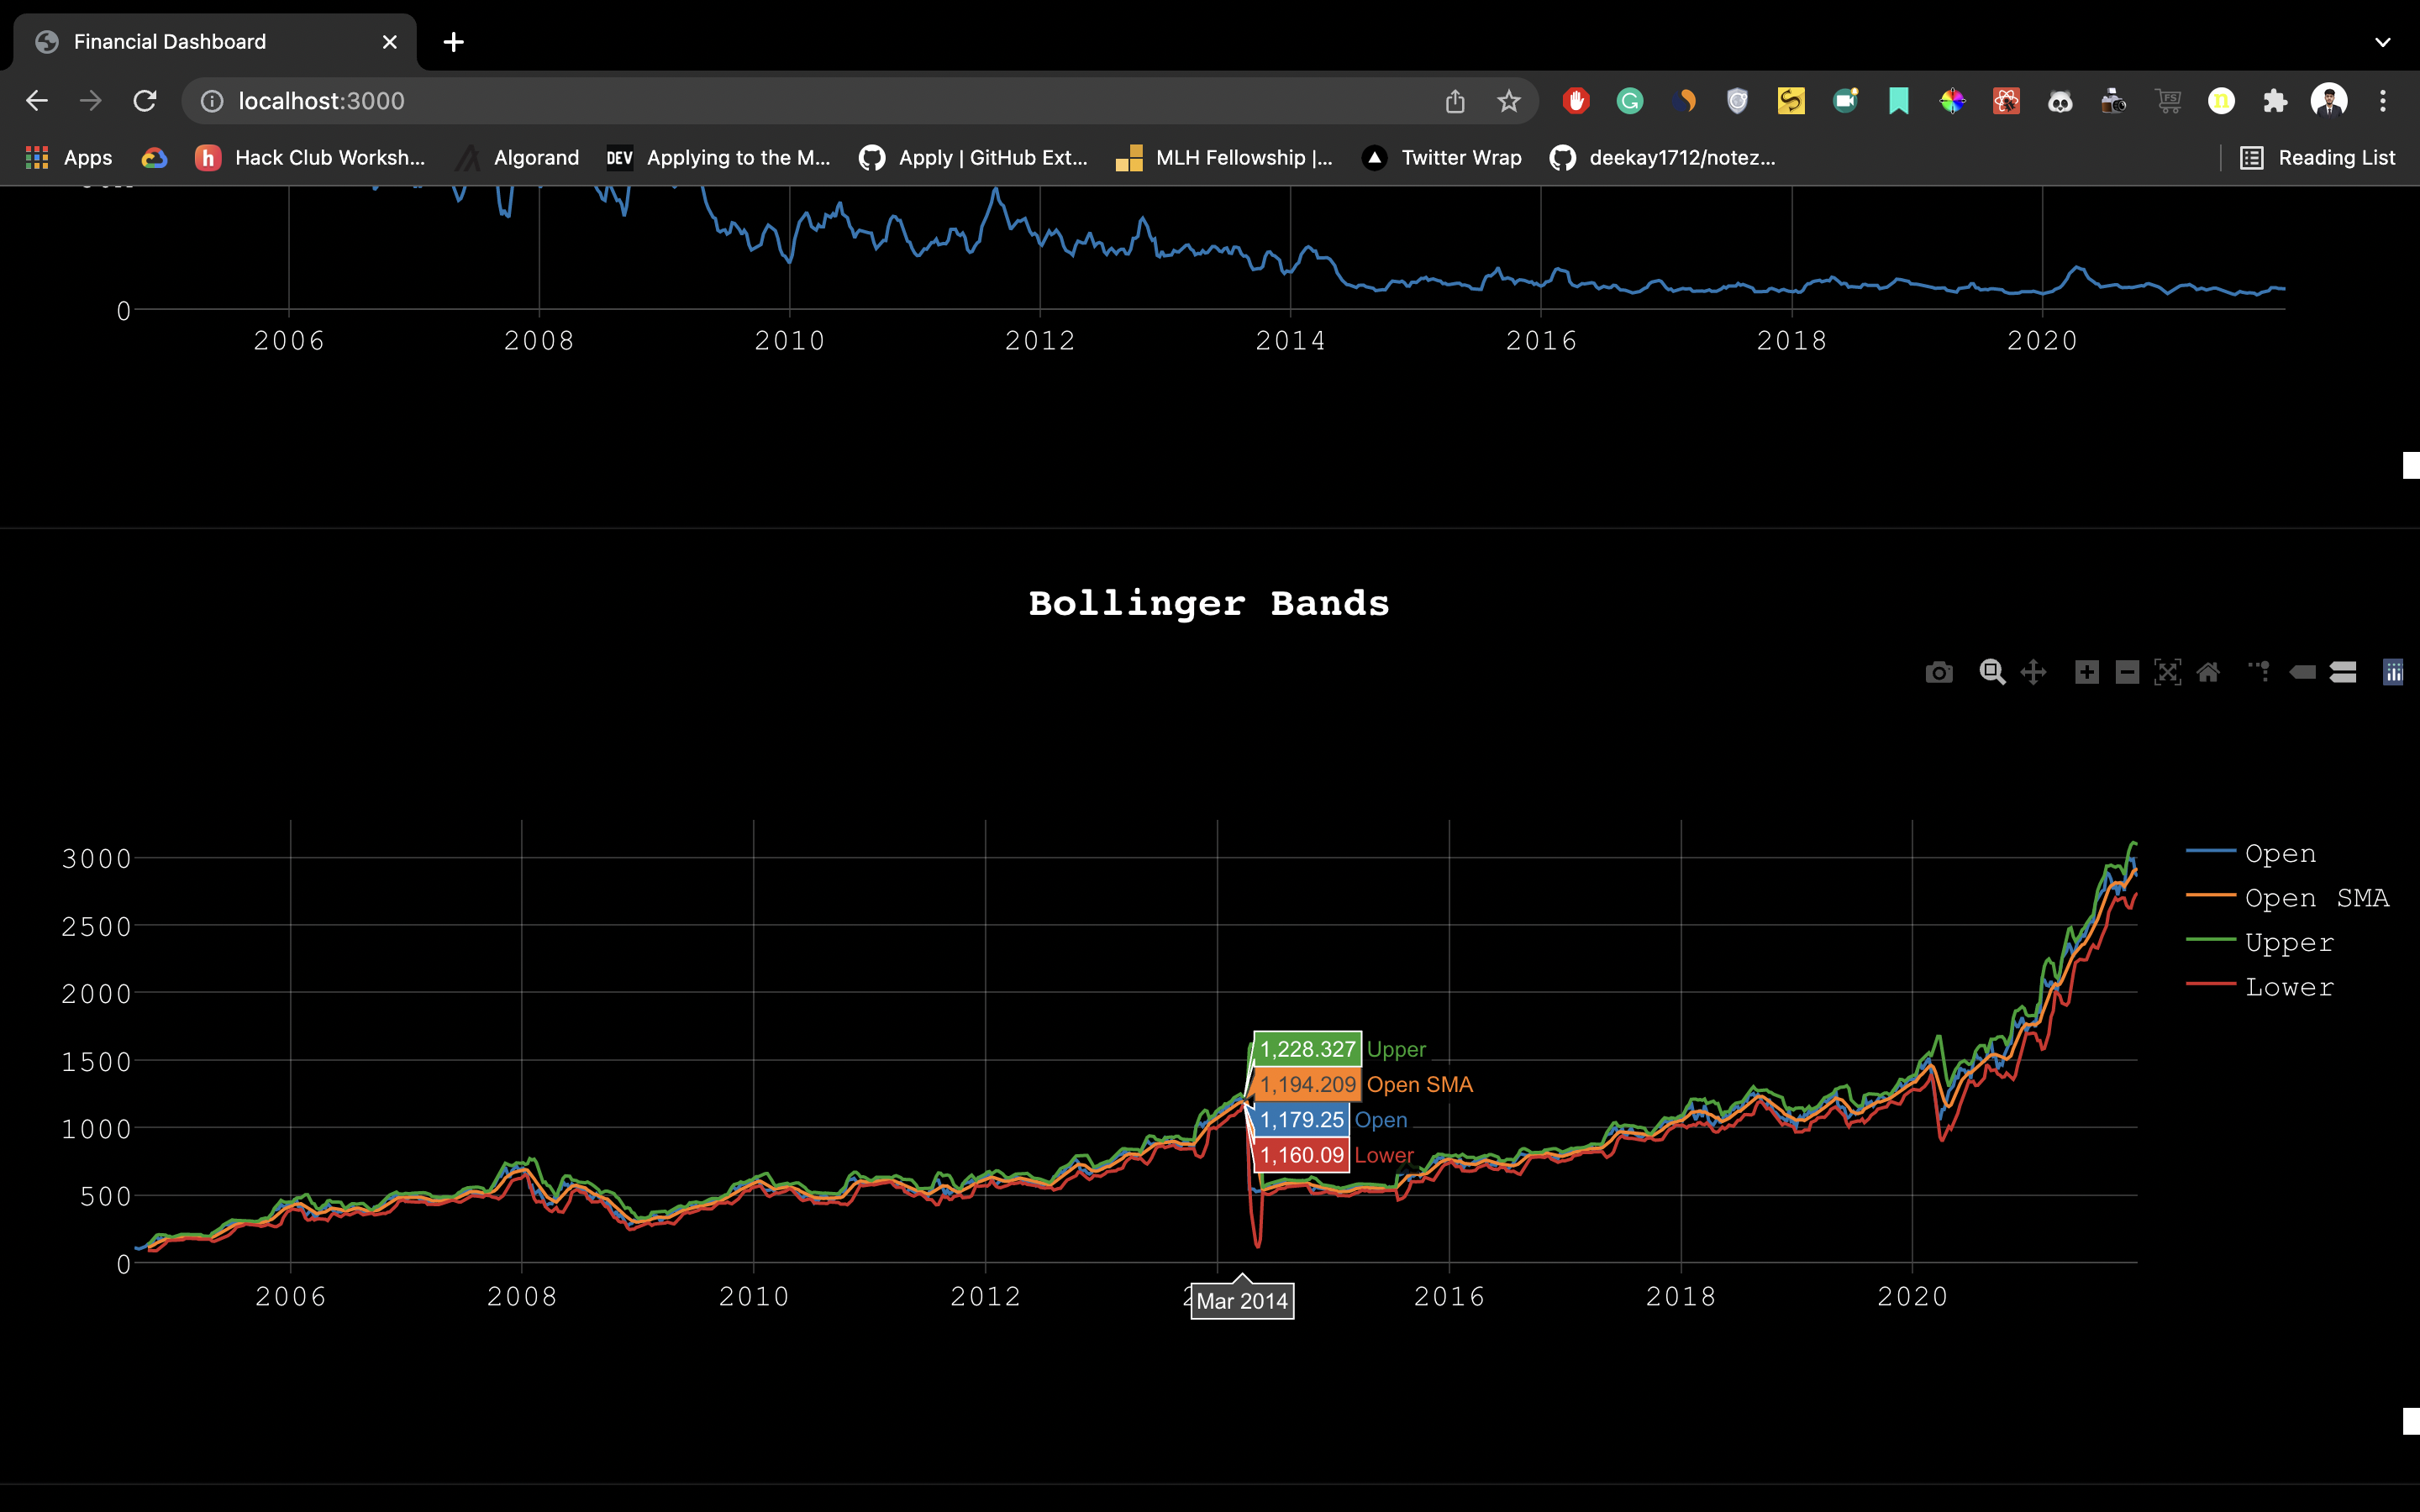 Financial Dashboard
localhost:3000
Apps
Hack Club Worksh...
Algorand
DEV
Applying to the M...
Apply | GitHub Ext...
MLH Fellowship |...
Twitter Wrap
deekay1712/notez...
Reading List
0
2006 2008 2010 2012 2014 2016 2018 2020
Bollinger Bands
3000
2500
2000
1500
1000
500
0
Open
Open SMA
Upper
Lower
1,228.327 Upper
1,194.209 Open SMA
1,179.25 Open
1,160.09 Lower
2006 2008 2010 2012 Mar 2014 2016 2018 2020